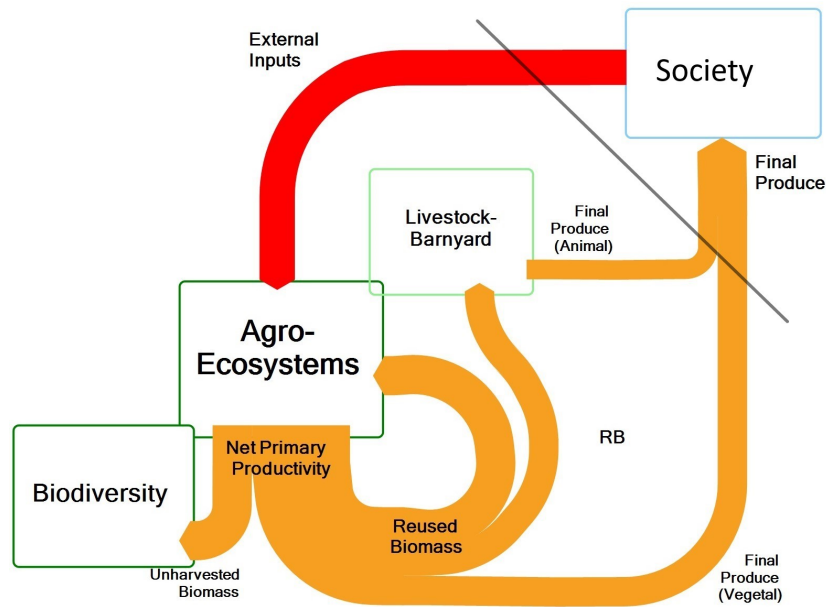 External
Inputs
Society
Final
Produce
Livestock-
Barnyard
Final
Produce
(Animal)
Agro-
Ecosystems
RB
Net Primary
Productivity
Biodiversity
Reused
Biomass
Unharvested
Biomass
Final
Produce
(Vegetal)